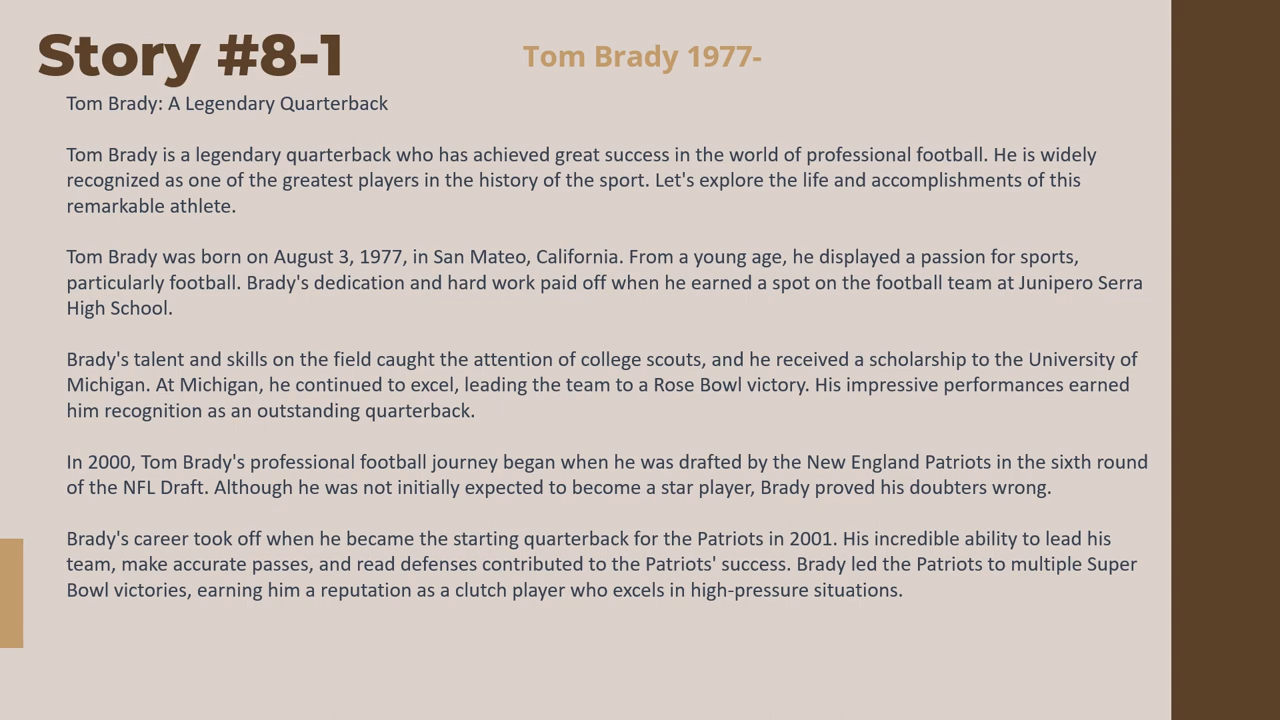 Story #8-1
Tom Brady 1977-
Tom Brady: A Legendary Quarterback
Tom Brady is a legendary quarterback who has achieved great success in the world of professional football. He is widely
recognized as one of the greatest players in the history of the sport. Let's explore the life and accomplishments of this
remarkable athlete.
Tom Brady was born on August 3, 1977, in San Mateo, California. From a young age, he displayed a passion for sports,
particularly football. Brady's dedication and hard work paid off when he earned a spot on the football team at Junipero Serra
High School.
Brady's talent and skills on the field caught the attention of college scouts, and he received a scholarship to the University of
Michigan. At Michigan, he continued to excel, leading the team to a Rose Bowl victory. His impressive performances earned
him recognition as an outstanding quarterback.
In 2000, Tom Brady's professional football journey began when he was drafted by the New England Patriots in the sixth round
of the NFL Draft. Although he was not initially expected to become a star player, Brady proved his doubters wrong.
Brady's career took off when he became the starting quarterback for the Patriots in 2001. His incredible ability to lead his
team, make accurate passes, and read defenses contributed to the Patriots' success. Brady led the Patriots to multiple Super
Bowl victories, earning him a reputation as a clutch player who excels in high-pressure situations.